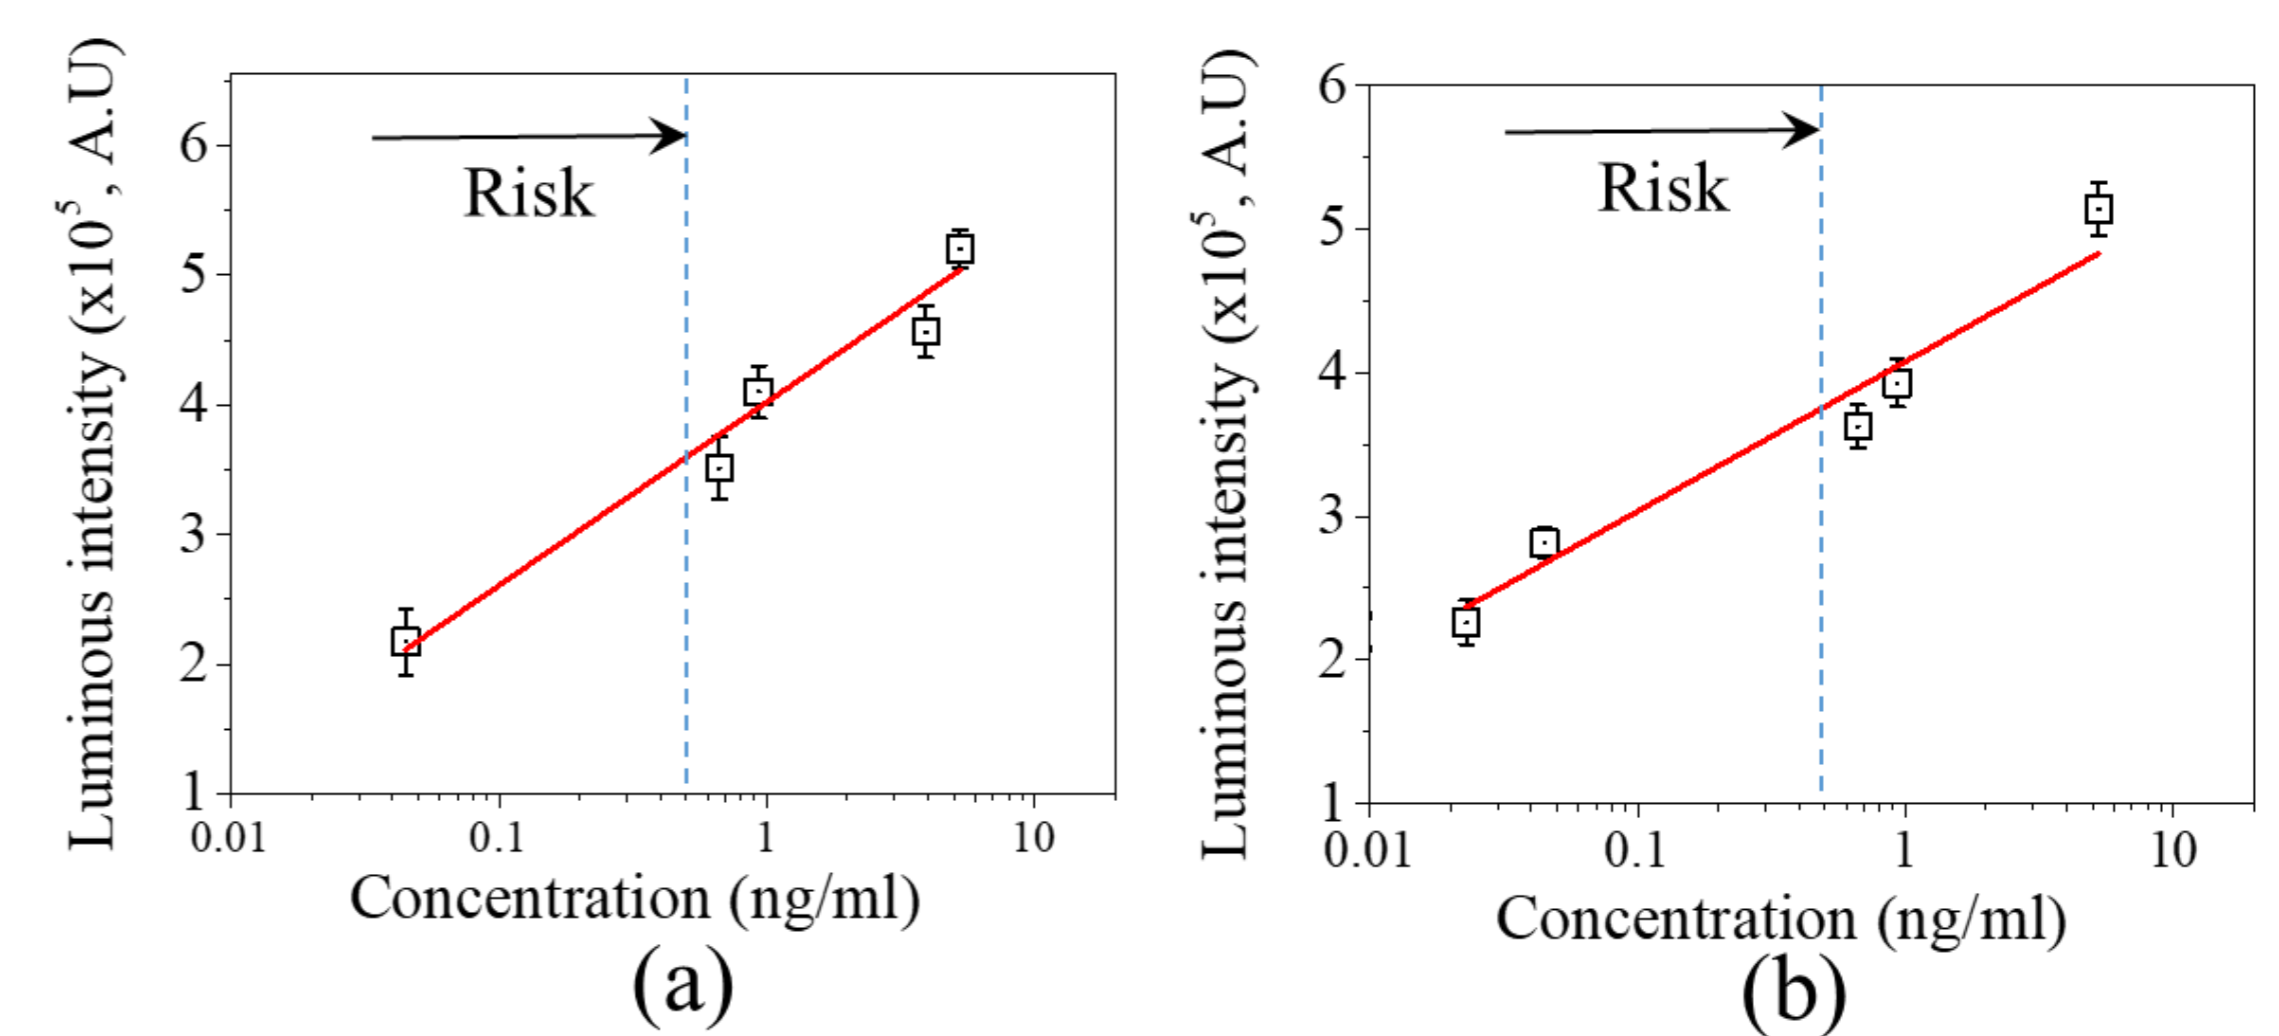 Luminous intensity (x10⁵, A.U)
6
5
4
3
2
1
Risk
0.01 0.1 1 10
Concentration (ng/ml)
(a)
Luminous intensity (x10⁵, A.U)
6
5
4
3
2
1
Risk
0.01 0.1 1 10
Concentration (ng/ml)
(b)